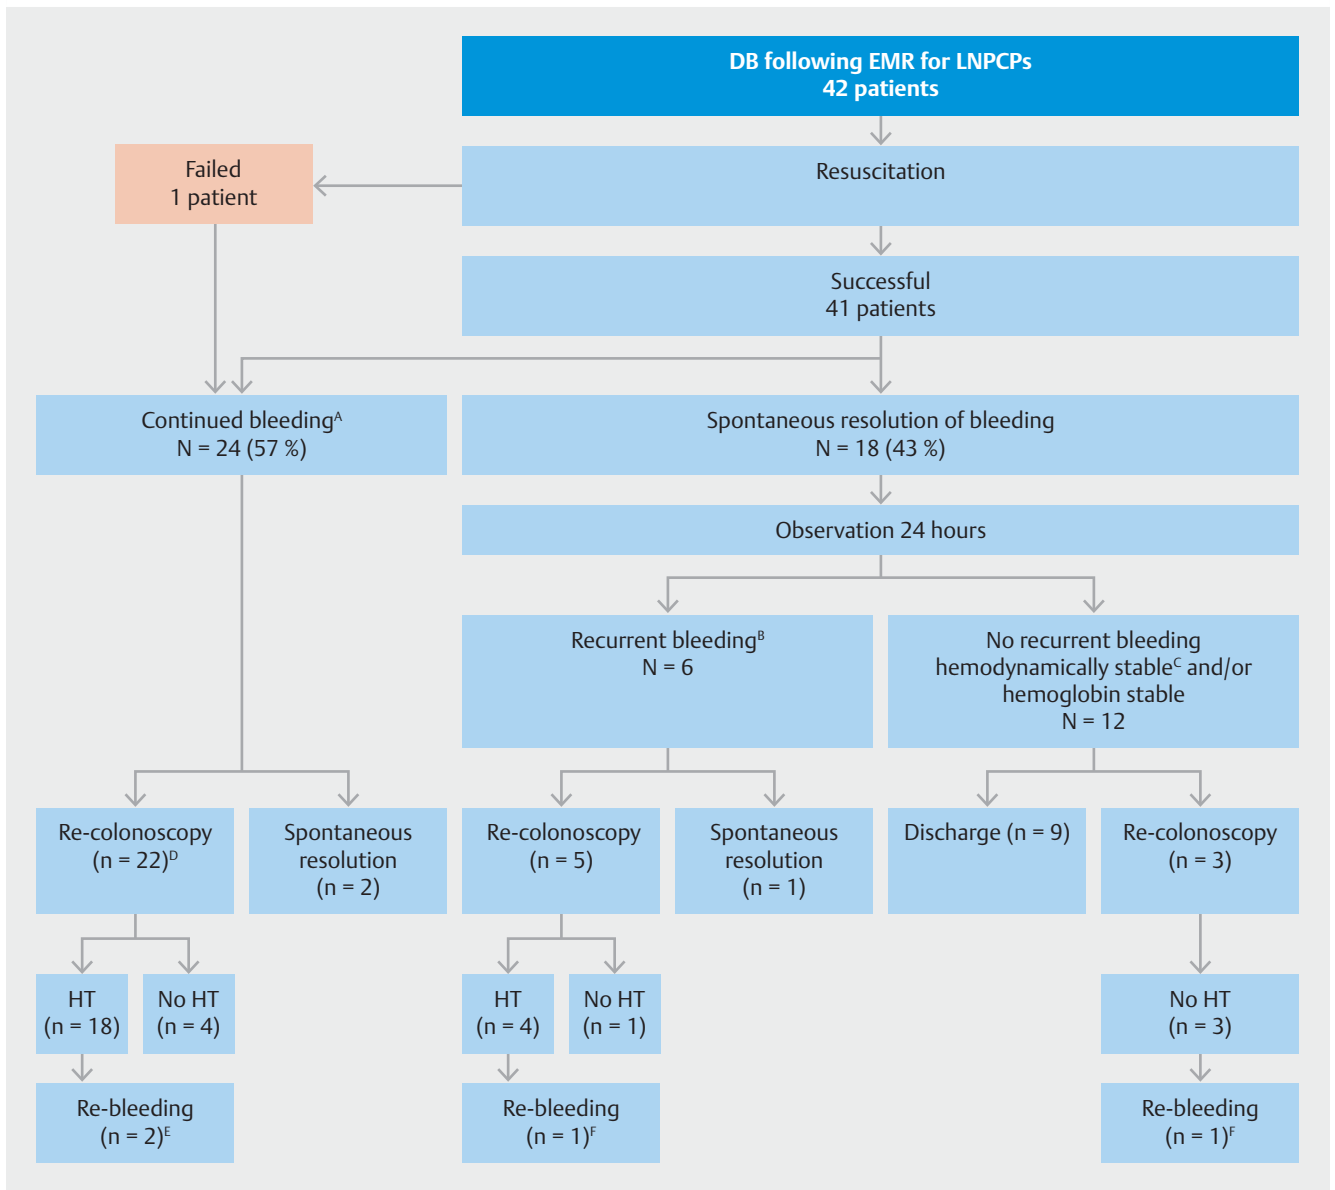 DB following EMR for LNPCPs
42 patients
Failed
1 patient
Resuscitation
Successful
41 patients
Continued bleedingᴬ
N = 24 (57 %)
Spontaneous resolution of bleeding
N = 18 (43 %)
Observation 24 hours
Recurrent bleedingᴮ
N = 6
No recurrent bleeding
hemodynamically stableᶜ and/or
hemoglobin stable
N = 12
Re-colonoscopy
(n = 22)ᴰ
Spontaneous
resolution
(n = 2)
Re-colonoscopy
(n = 5)
Spontaneous
resolution
(n = 1)
Discharge (n = 9)
Re-colonoscopy
(n = 3)
HT
(n = 18)
No HT
(n = 4)
HT
(n = 4)
No HT
(n = 1)
No HT
(n = 3)
Re-bleeding
(n = 2)ᴱ
Re-bleeding
(n = 1)F
Re-bleeding
(n = 1)F